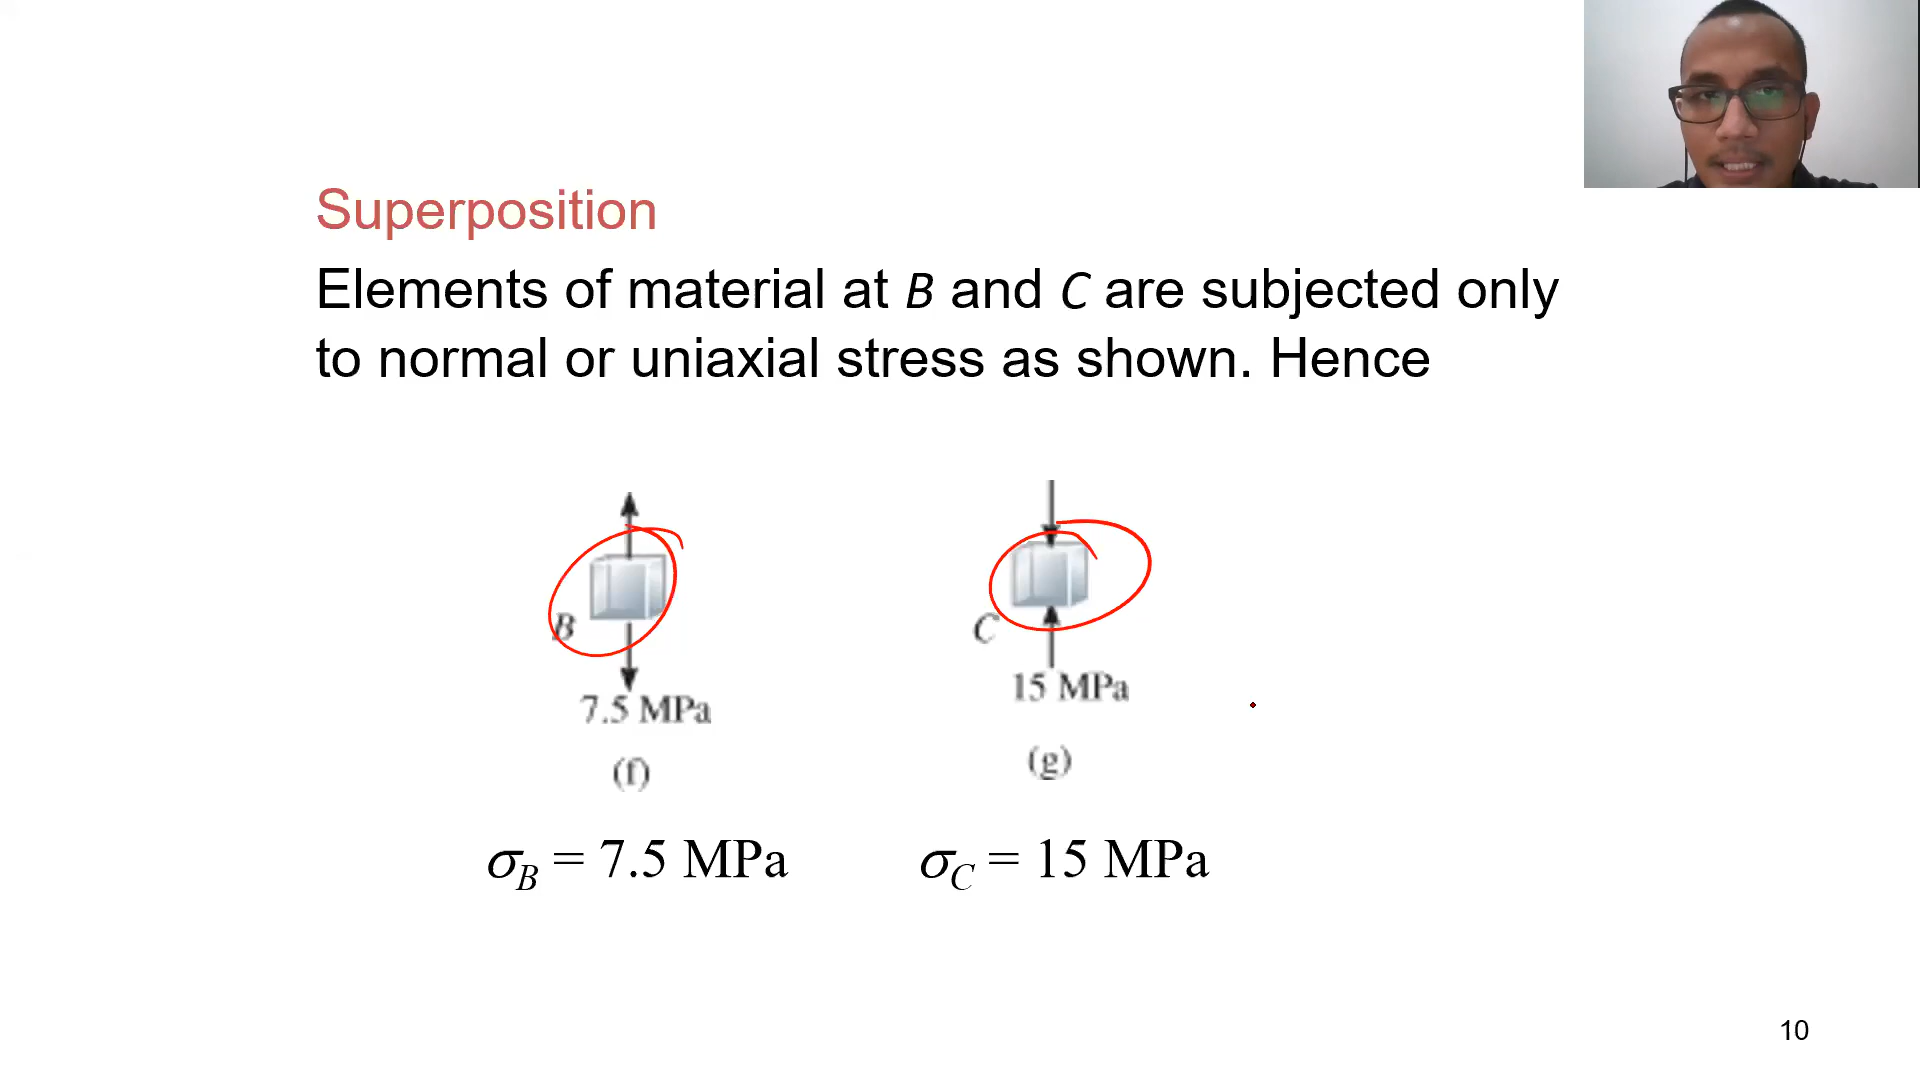 Superposition
Elements of material at B and C are subjected only
to normal or uniaxial stress as shown. Hence
B
7.5 MPa
(f)
C
15 MPa
(g)
σB = 7.5 MPa
σC = 15 MPa
10